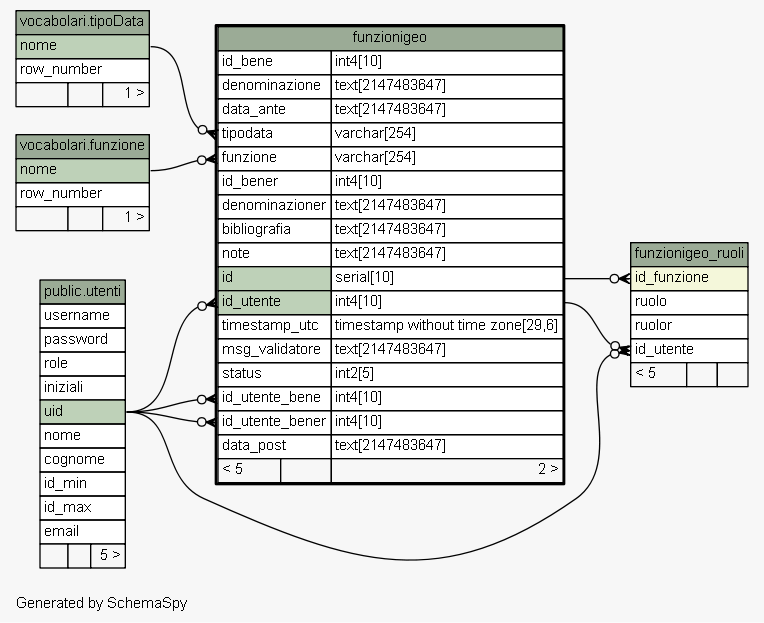 vocabolari.tipoData
nome
row_number
1 >
vocabolari.funzione
nome
row_number
1 >
public.utenti
username
password
role
iniziali
uid
nome
cognome
id_min
id_max
email
5 >
funzionigeo
id_bene int4[10]
denominazione text[2147483647]
data_ante text[2147483647]
tipodata varchar[254]
funzione varchar[254]
id_bener int4[10]
denominazioner text[2147483647]
bibliografia text[2147483647]
note text[2147483647]
id serial[10]
id_utente int4[10]
timestamp_utc timestamp without time zone[29,6]
msg_validatore text[2147483647]
status int2[5]
id_utente_bene int4[10]
id_utente_bener int4[10]
data_post text[2147483647]
< 5 2 >
funzionigeo_ruoli
id_funzione
ruolo
ruolor
id_utente
< 5
Generated by SchemaSpy